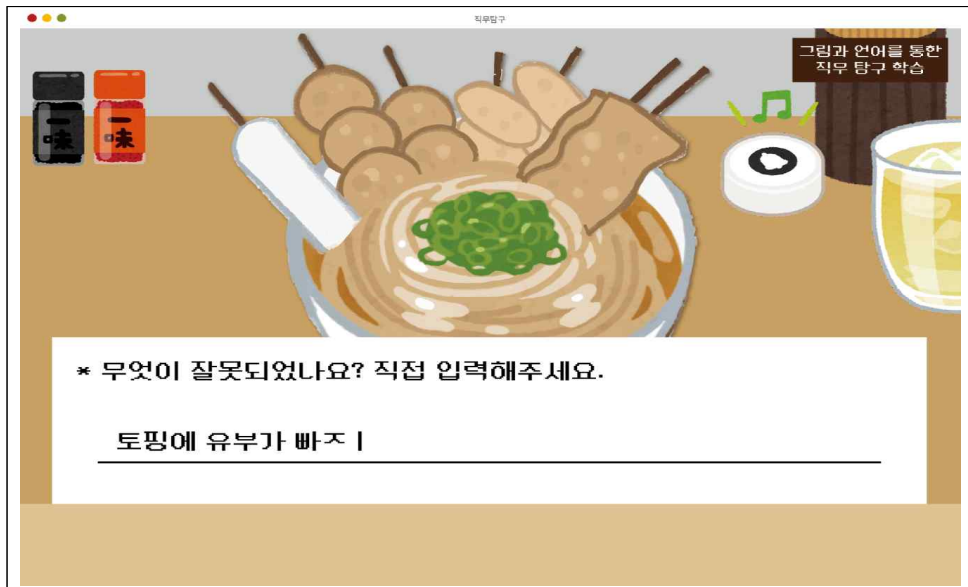 직무탐구
그림과 언어를 통한
직무 탐구 학습
一味
一味
* 무엇이 잘못되었나요? 직접 입력해주세요.
토핑에 유부가 빠ㅈ|